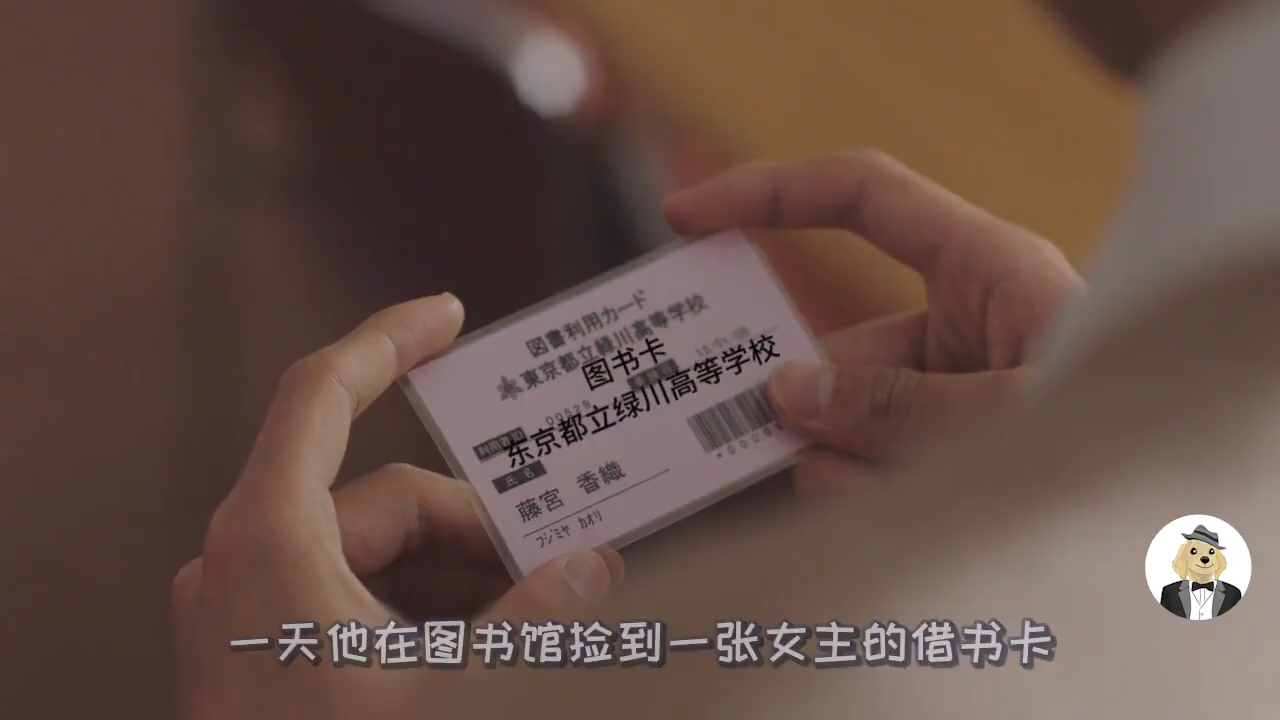 図書利用カード
東京都立緑川高等学校
图书卡
东京都立绿川高等学校
00529
氏名
藤宮 香織
フジミヤ カオリ
一天他在图书馆捡到一张女主的借书卡